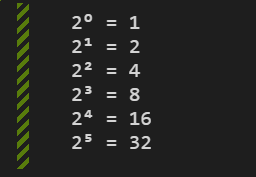 2⁰ = 1
2¹ = 2
2² = 4
2³ = 8
2⁴ = 16
2⁵ = 32